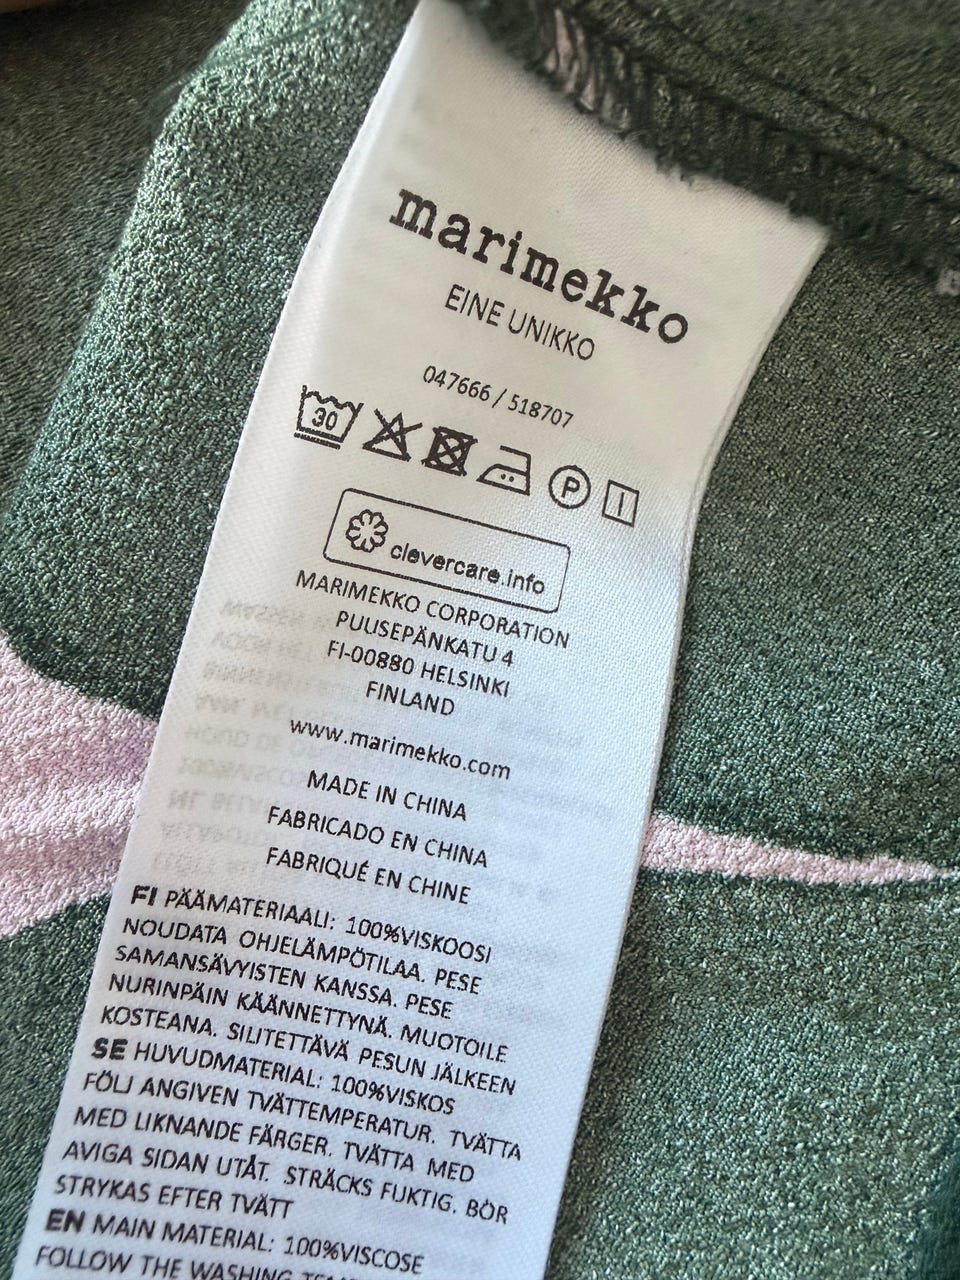 marimekko
EINE UNIKKO
047666 / 518707
30
P
clevercare.info
MARIMEKKO CORPORATION
PUUSEPÄNKATU 4
FI-00880 HELSINKI
FINLAND
www.marimekko.com
MADE IN CHINA
FABRICADO EN CHINA
FABRIQUÉ EN CHINE
FI PÄÄMATERIAALI: 100%VISKOOSI
NOUDATA OHJELÄMPÖTILAA. PESE
SAMANSÄVYISTEN KANSSA. PESE
NURINPÄIN KÄÄNNETTYNÄ. MUOTOILE
KOSTEANA. SILITETTÄVÄ PESUN JÄLKEEN
SE HUVUDMATERIAL: 100%VISKOS
FÖLJ ANGIVEN TVÄTTEMPERATUR. TVÄTTA
MED LIKNANDE FÄRGER. TVÄTTA MED
AVIGA SIDAN UTÅT. STRÄCKS FUKTIG. BÖR
STRYKAS EFTER TVÄTT
EN MAIN MATERIAL: 100%VISCOSE
FOLLOW THE WASHING